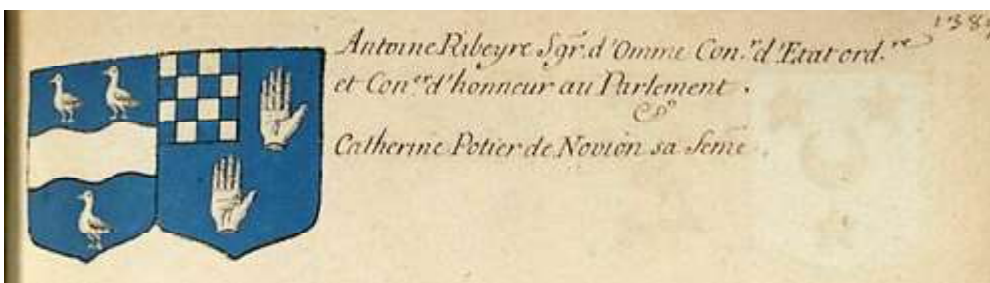 Antoine Ribeyre Sgr. d'Omme Con.r d'Etat ord.re
et Con.er d'honneur au Parlement.
Catherine Potier de Novion sa feme